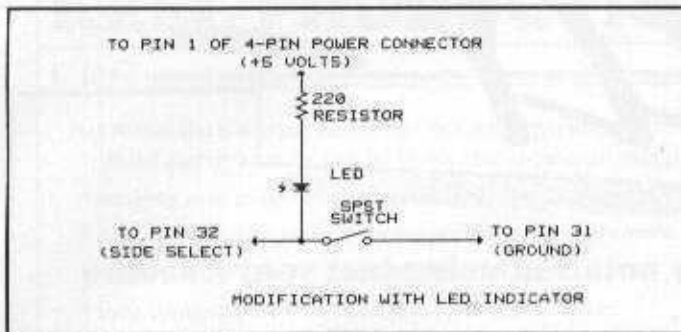 TO PIN 1 OF 4-PIN POWER CONNECTOR
(+5 VOLTS)
220
RESISTOR
LED
SPST
SWITCH
TO PIN 32
(SIDE SELECT)
TO PIN 31
(GROUND)
MODIFICATION WITH LED INDICATOR